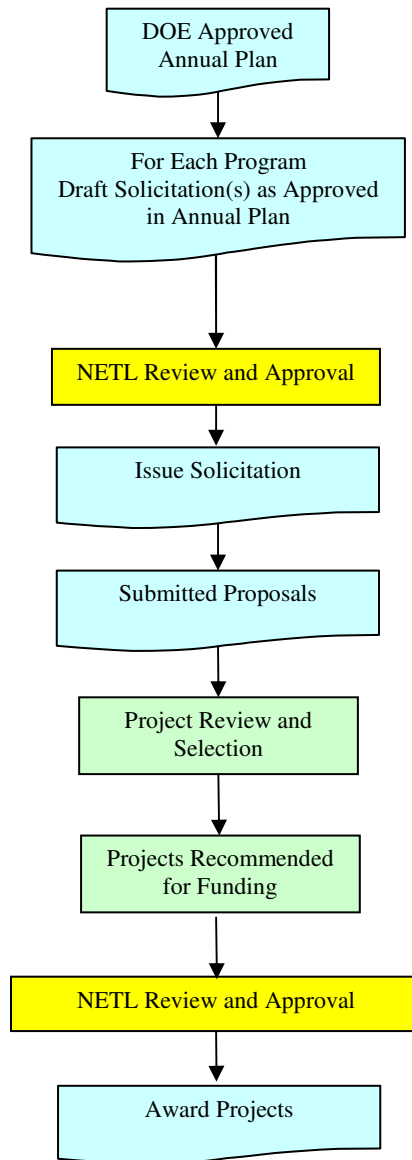 DOE Approved
Annual Plan
For Each Program
Draft Solicitation(s) as Approved
in Annual Plan
NETL Review and Approval
Issue Solicitation
Submitted Proposals
Project Review and
Selection
Projects Recommended
for Funding
NETL Review and Approval
Award Projects